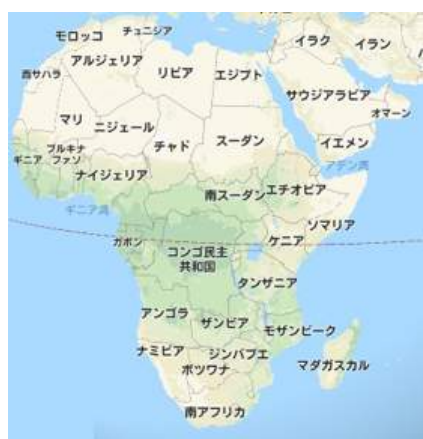 チュニジア
モロッコ
イラク
イラン
アルジェリア
リビア
エジプト
西サハラ
サウジアラビア
オマーン
マリ
ニジェール
チャド
スーダン
イエメン
ブルキナ
ファソ
ギニア
アデン湾
ナイジェリア
南スーダン
エチオピア
ギニア湾
ソマリア
ガボン
ケニア
コンゴ民主
共和国
タンザニア
アンゴラ
ザンビア
モザンビーク
ナミビア
ジンバブエ
ボツワナ
マダガスカル
南アフリカ